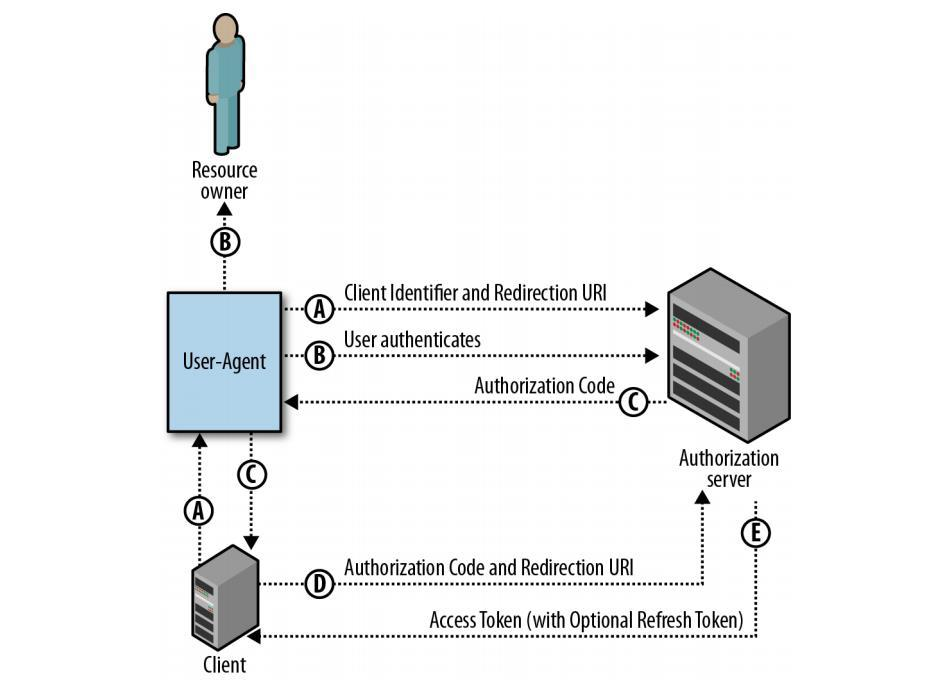 Resource
owner
B
A
Client Identifier and Redirection URI
B
User authenticates
User-Agent
Authorization Code
C
Authorization
server
C
A
E
D
Authorization Code and Redirection URI
Access Token (with Optional Refresh Token)
Client